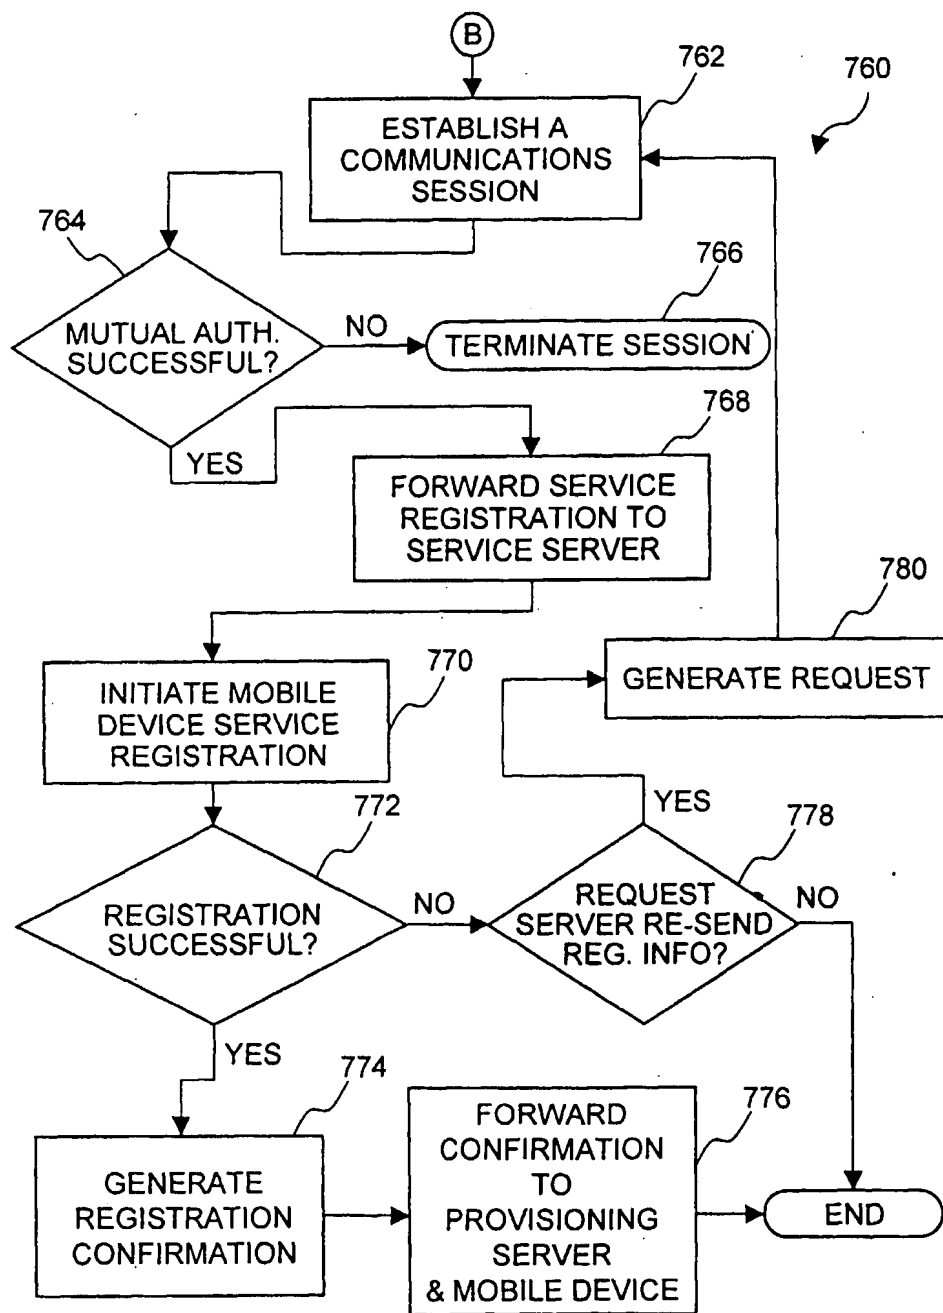 B
762
760
ESTABLISH A
COMMUNICATIONS
SESSION
764
766
MUTUAL AUTH.
SUCCESSFUL?
NO
TERMINATE SESSION
768
YES
FORWARD SERVICE
REGISTRATION TO
SERVICE SERVER
780
770
INITIATE MOBILE
DEVICE SERVICE
REGISTRATION
GENERATE REQUEST
YES
772
778
REGISTRATION
SUCCESSFUL?
NO
REQUEST
SERVER RE-SEND
REG. INFO?
NO
YES
774
776
GENERATE
REGISTRATION
CONFIRMATION
FORWARD
CONFIRMATION
TO
PROVISIONING
SERVER
& MOBILE DEVICE
END